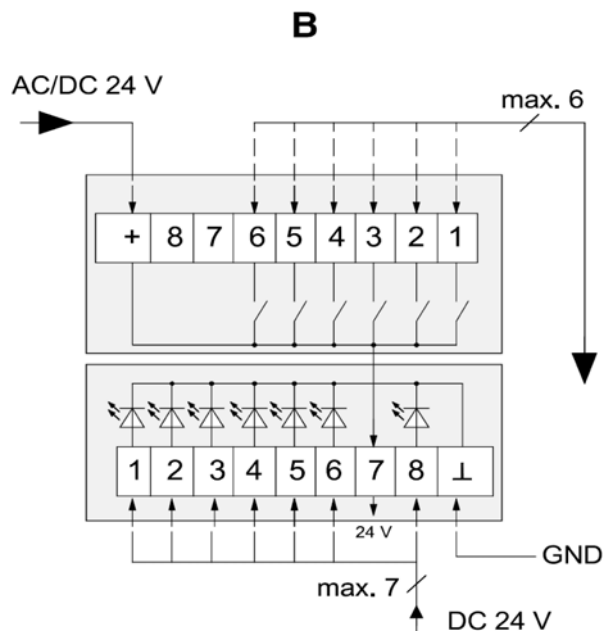 B
AC/DC 24 V
max. 6
+ 8 7 6 5 4 3 2 1
1 2 3 4 5 6 7 8 ⊥
24 V
GND
max. 7
DC 24 V